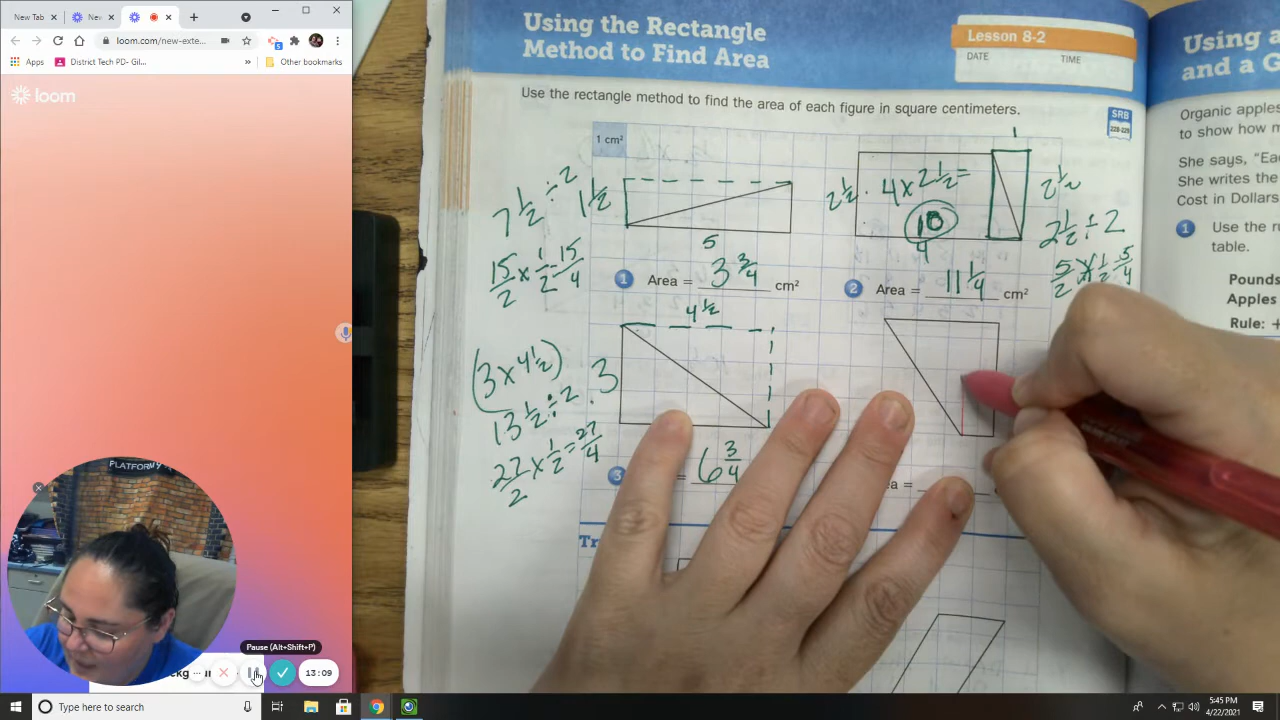 New Tab
Nev
loom.com/new-exte...
Apps
District Tech PD- Gil...
Other bookmarks
loom
PLATFORM
Pause (Alt+Shift+P)
13:09
Type here to search
5:45 PM
4/22/2021
Using the Rectangle
Method to Find Area
Lesson 8-2
DATE
TIME
Use the rectangle method to find the area of each figure in square centimeters.
SRB
1 cm²
7 1/2 ÷ 2
1 1/2
5
15/2 x 1/2 = 15/4
1 Area = 3 3/4 cm²
1
2 1/2
4 x 2 1/2 =
10
4
2 1/2
2 1/2 ÷ 2
5/2 x 1/2 = 5/4
2 Area = 11 1/4 cm²
4 1/2
(3 x 4 1/2)
3
13 1/2 ÷ 2
27/2 x 1/2 = 27/4
3 = 6 3/4
ea =
Using a
and a G
Organic apples
to show how m
She says, "Ea
She writes the
Cost in Dollars
1 Use the ru
table.
Pounds
Apples
Rule: +